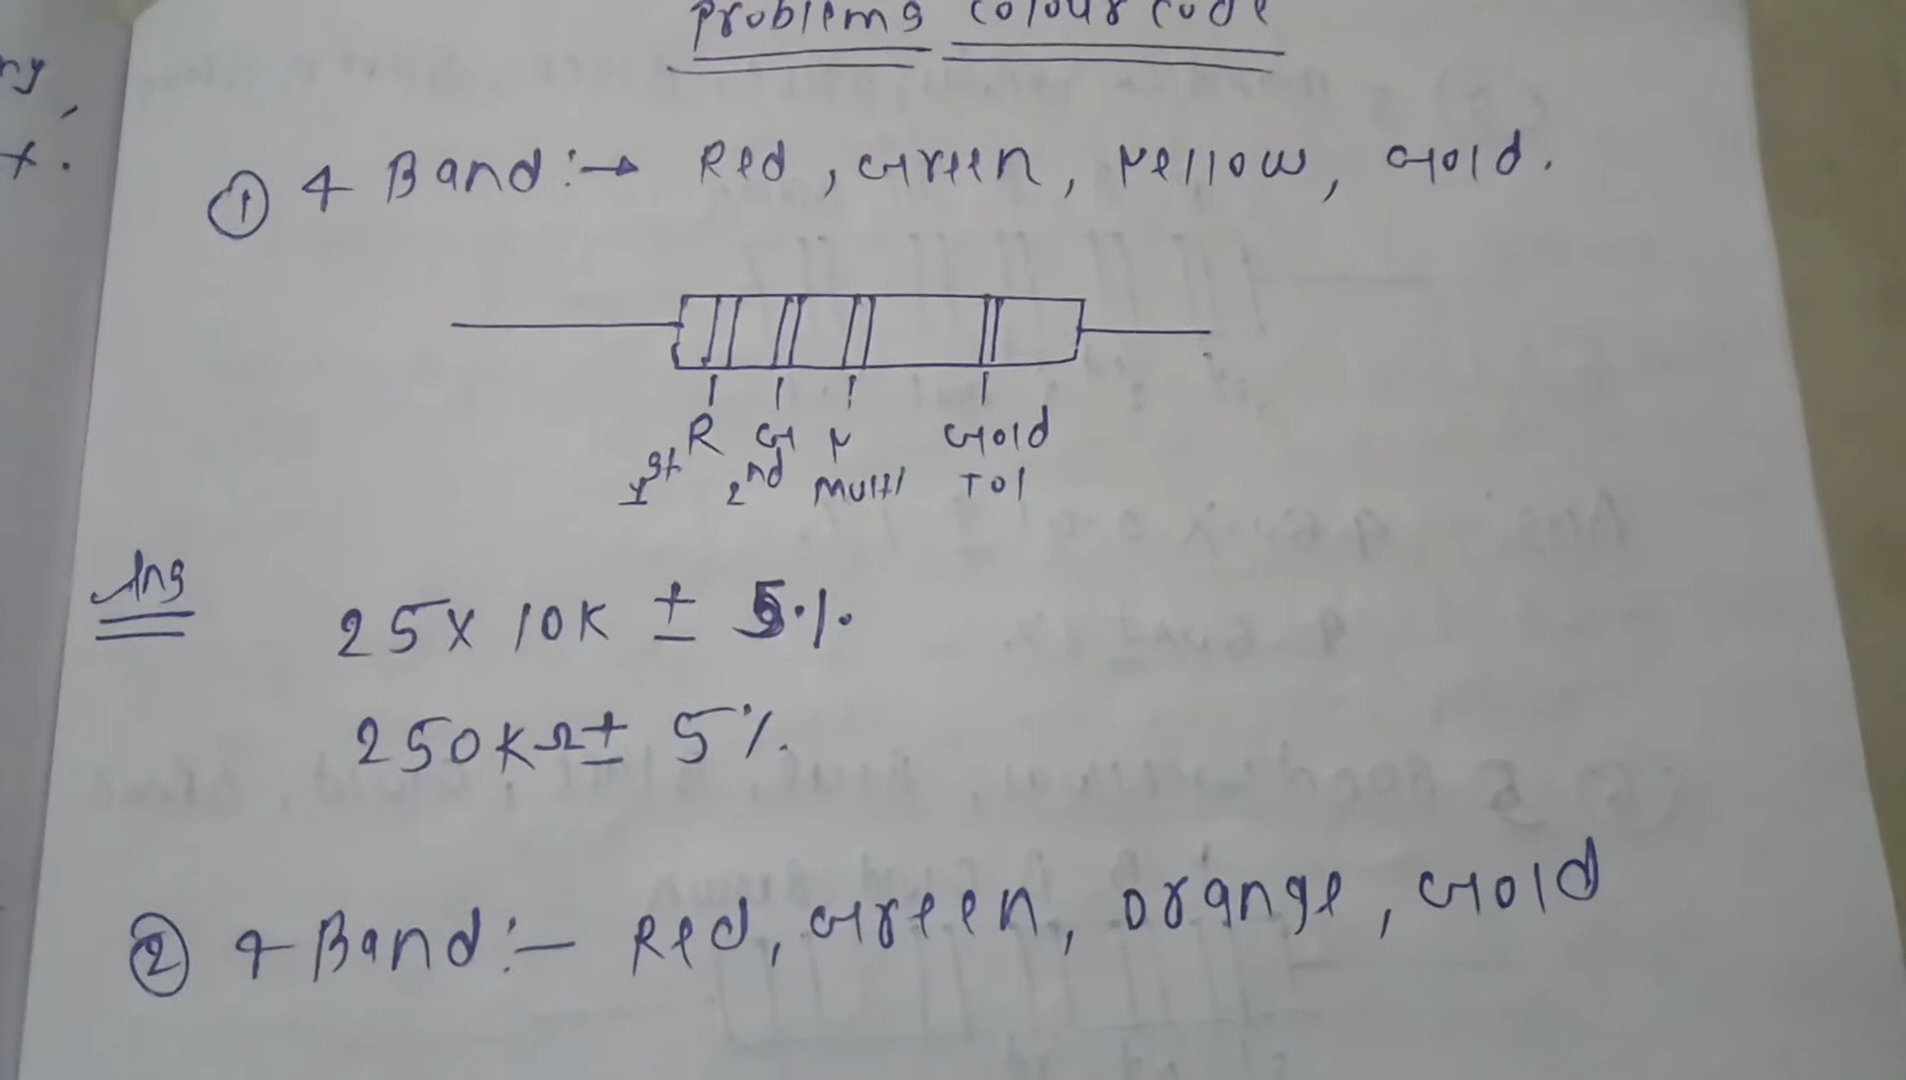 problems colour code
① 4 Band :→ Red, Green, Yellow, Gold.
R G Y Gold
1st 2nd Multi Tol
Ans
25 x 10K ± 5%
250KΩ ± 5%
② 4 Band :- Red, Green, Orange, Gold